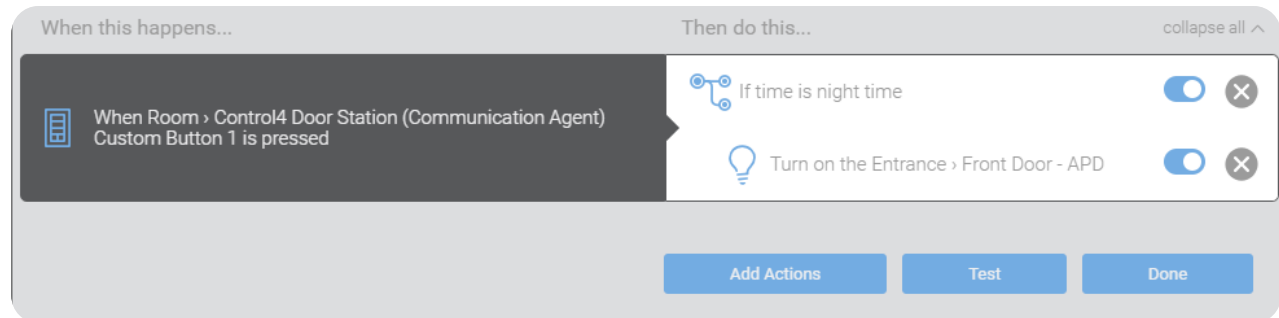 When this happens...
Then do this...
collapse all
When Room › Control4 Door Station (Communication Agent)
Custom Button 1 is pressed
If time is night time
Turn on the Entrance › Front Door - APD
Add Actions
Test
Done